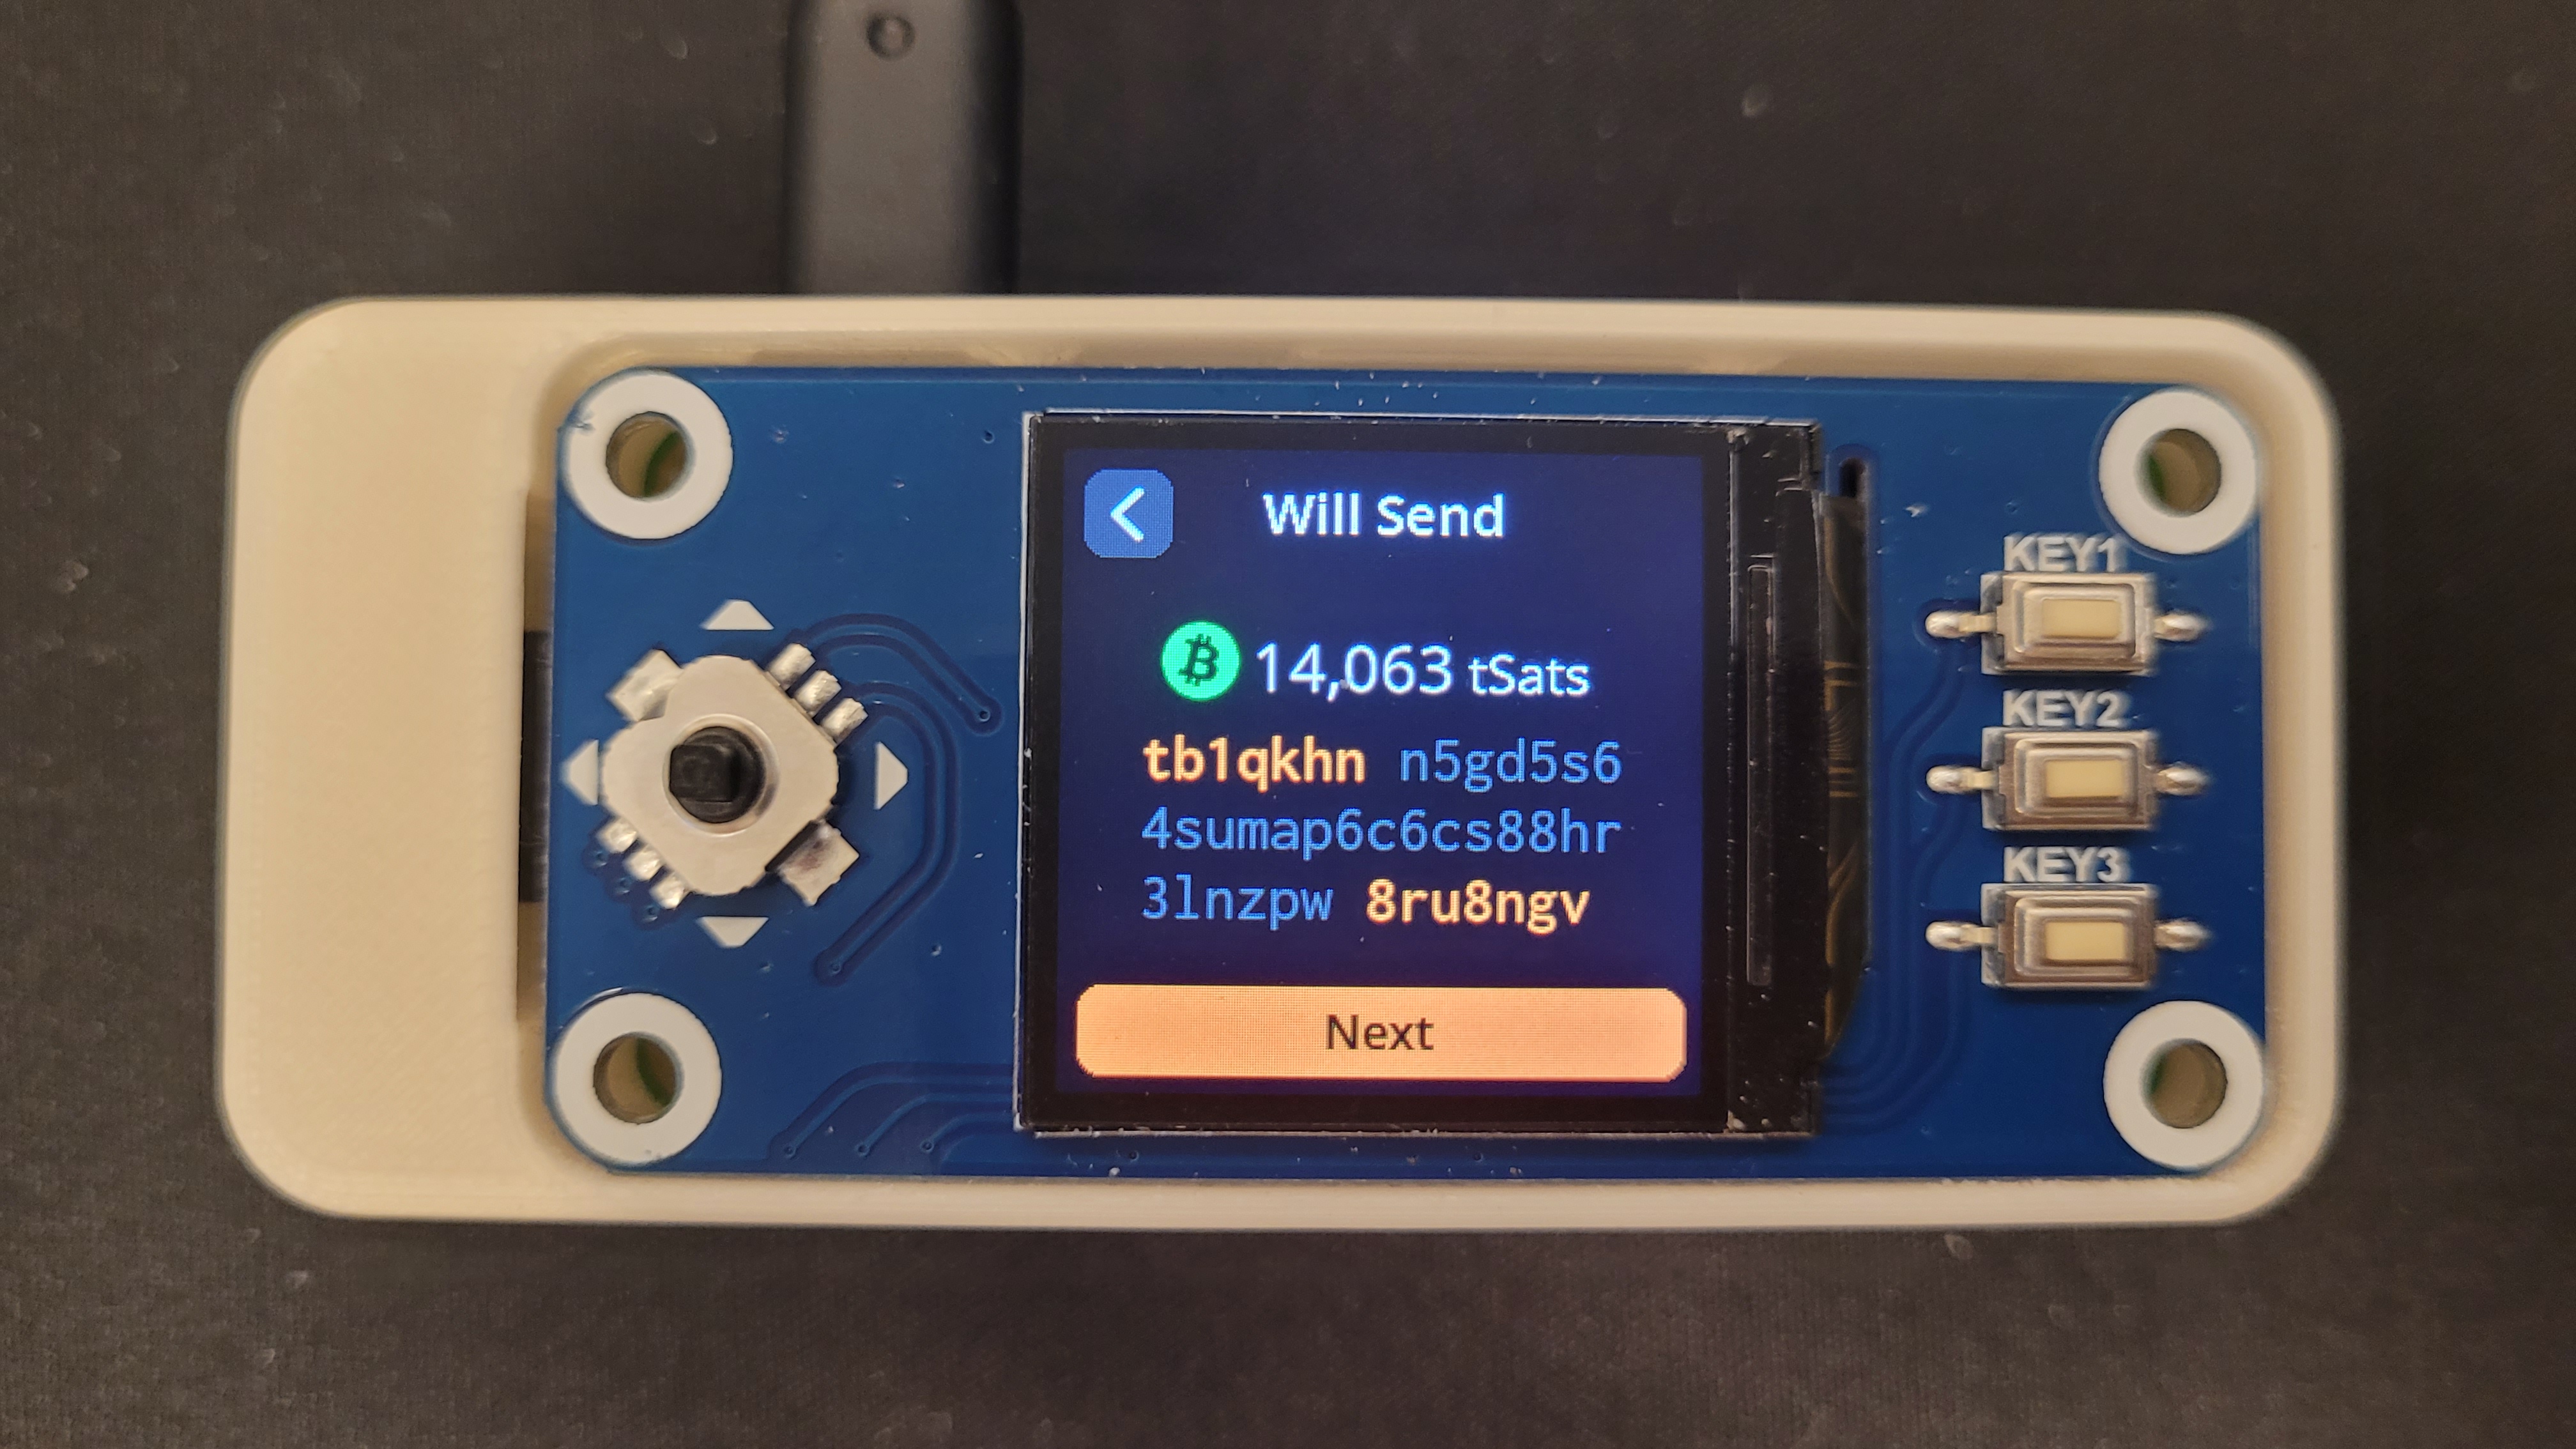 Will Send
14,063 tSats
tb1qkhn n5gd5s6
4sumap6c6cs88hr
3lnzpw 8ru8ngv
Next
KEY1
KEY2
KEY3